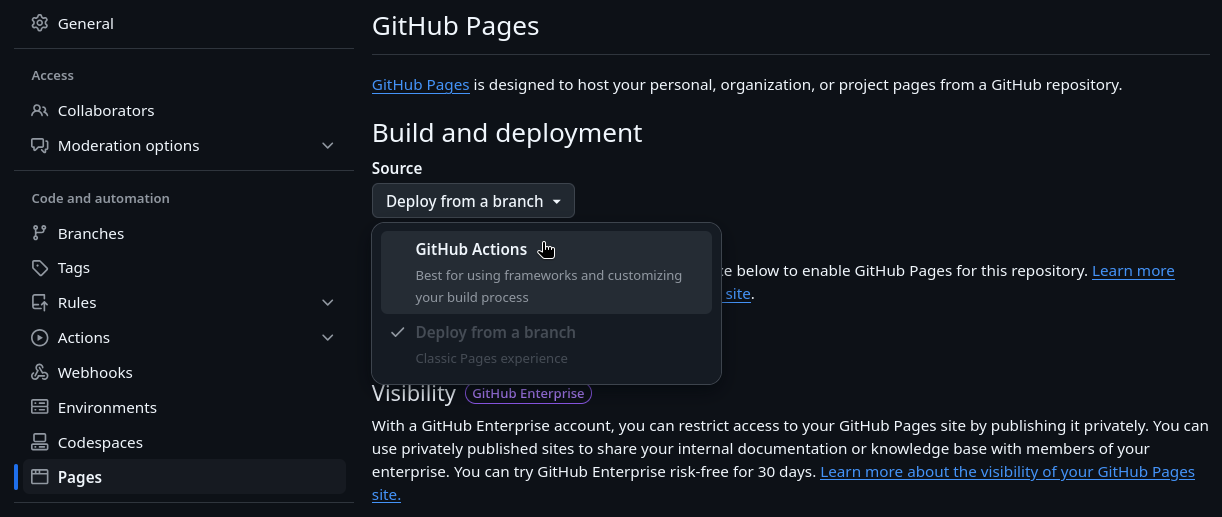 General
Access
Collaborators
Moderation options
Code and automation
Branches
Tags
Rules
Actions
Webhooks
Environments
Codespaces
Pages
GitHub Pages
GitHub Pages is designed to host your personal, organization, or project pages from a GitHub repository.
Build and deployment
Source
Deploy from a branch
GitHub Actions
Best for using frameworks and customizing
your build process
Deploy from a branch
Classic Pages experience
below to enable GitHub Pages for this repository. Learn more
site.
Visibility GitHub Enterprise
With a GitHub Enterprise account, you can restrict access to your GitHub Pages site by publishing it privately. You can
use privately published sites to share your internal documentation or knowledge base with members of your
enterprise. You can try GitHub Enterprise risk-free for 30 days. Learn more about the visibility of your GitHub Pages
site.